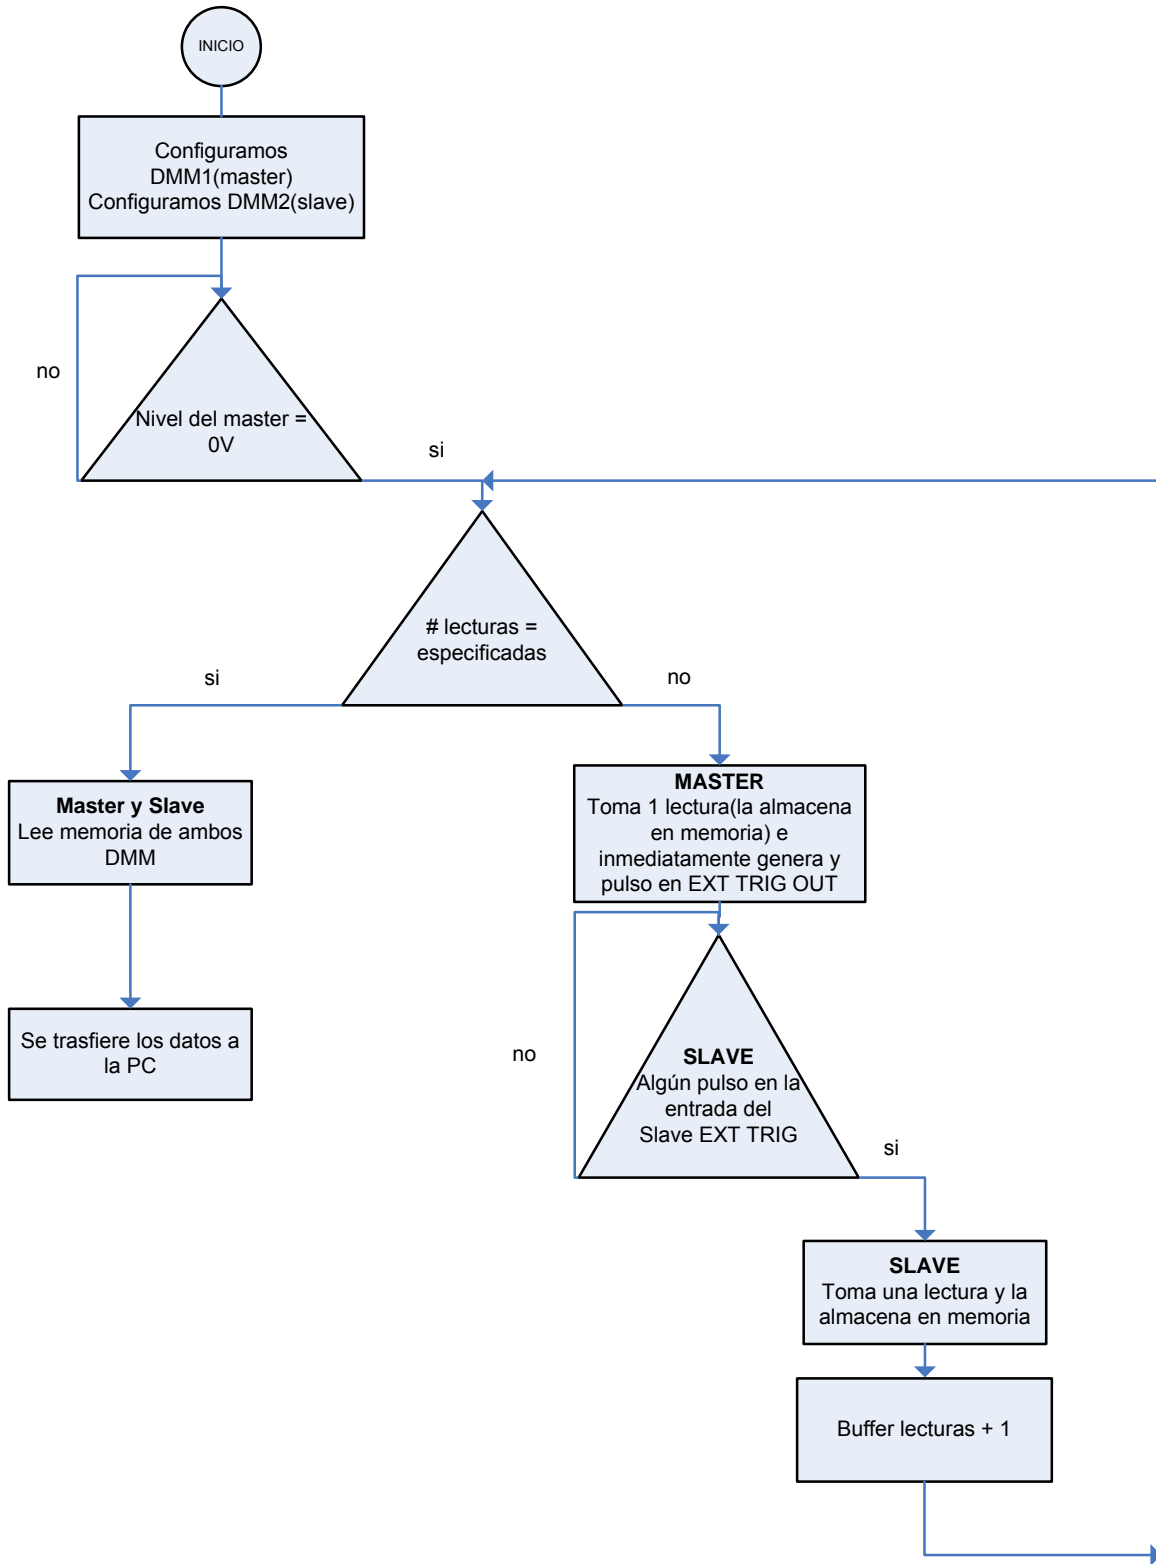 INICIO
Configuramos
DMM1(master)
Configuramos DMM2(slave)
no
Nivel del master =
0V
si
# lecturas =
especificadas
si
no
Master y Slave
Lee memoria de ambos
DMM
MASTER
Toma 1 lectura(la almacena
en memoria) e
inmediatamente genera y
pulso en EXT TRIG OUT
Se trasfiere los datos a
la PC
no
SLAVE
Algún pulso en la
entrada del
Slave EXT TRIG
si
SLAVE
Toma una lectura y la
almacena en memoria
Buffer lecturas + 1